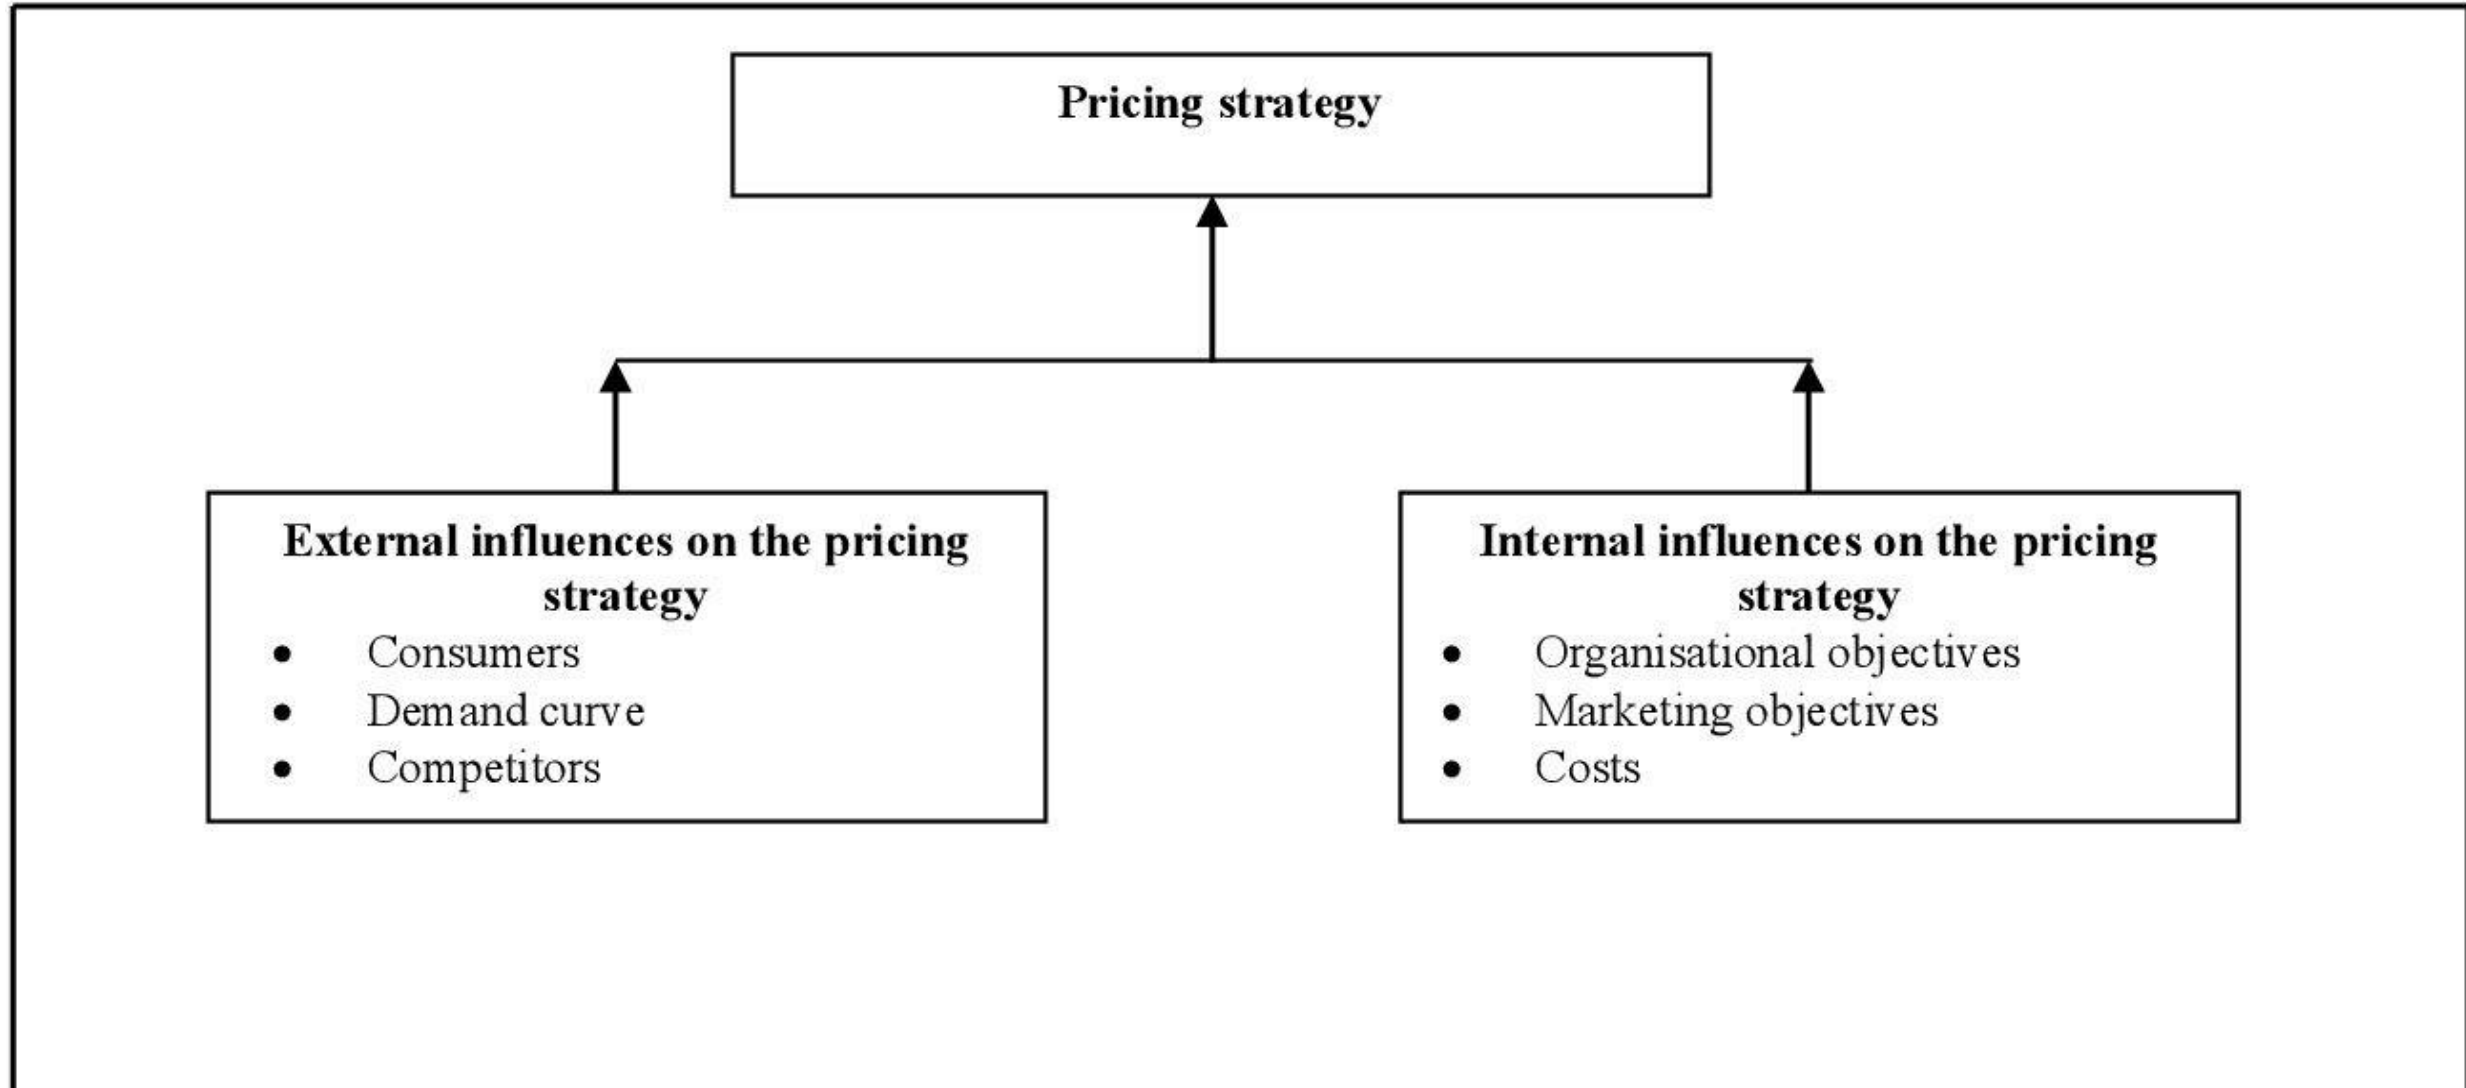 Pricing strategy
External influences on the pricing
strategy
• Consumers
• Demand curve
• Competitors
Internal influences on the pricing
strategy
• Organisational objectives
• Marketing objectives
• Costs